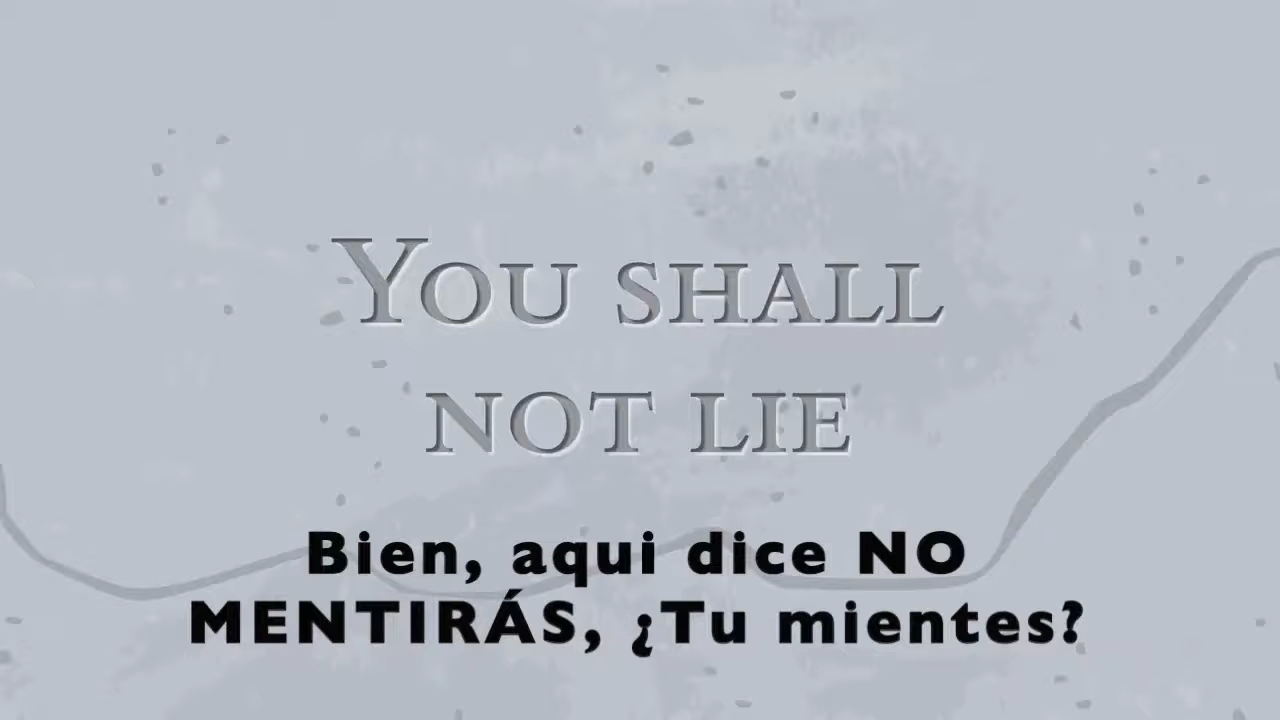 You shall
not lie
Bien, aqui dice NO
MENTIRÁS, ¿Tu mientes?